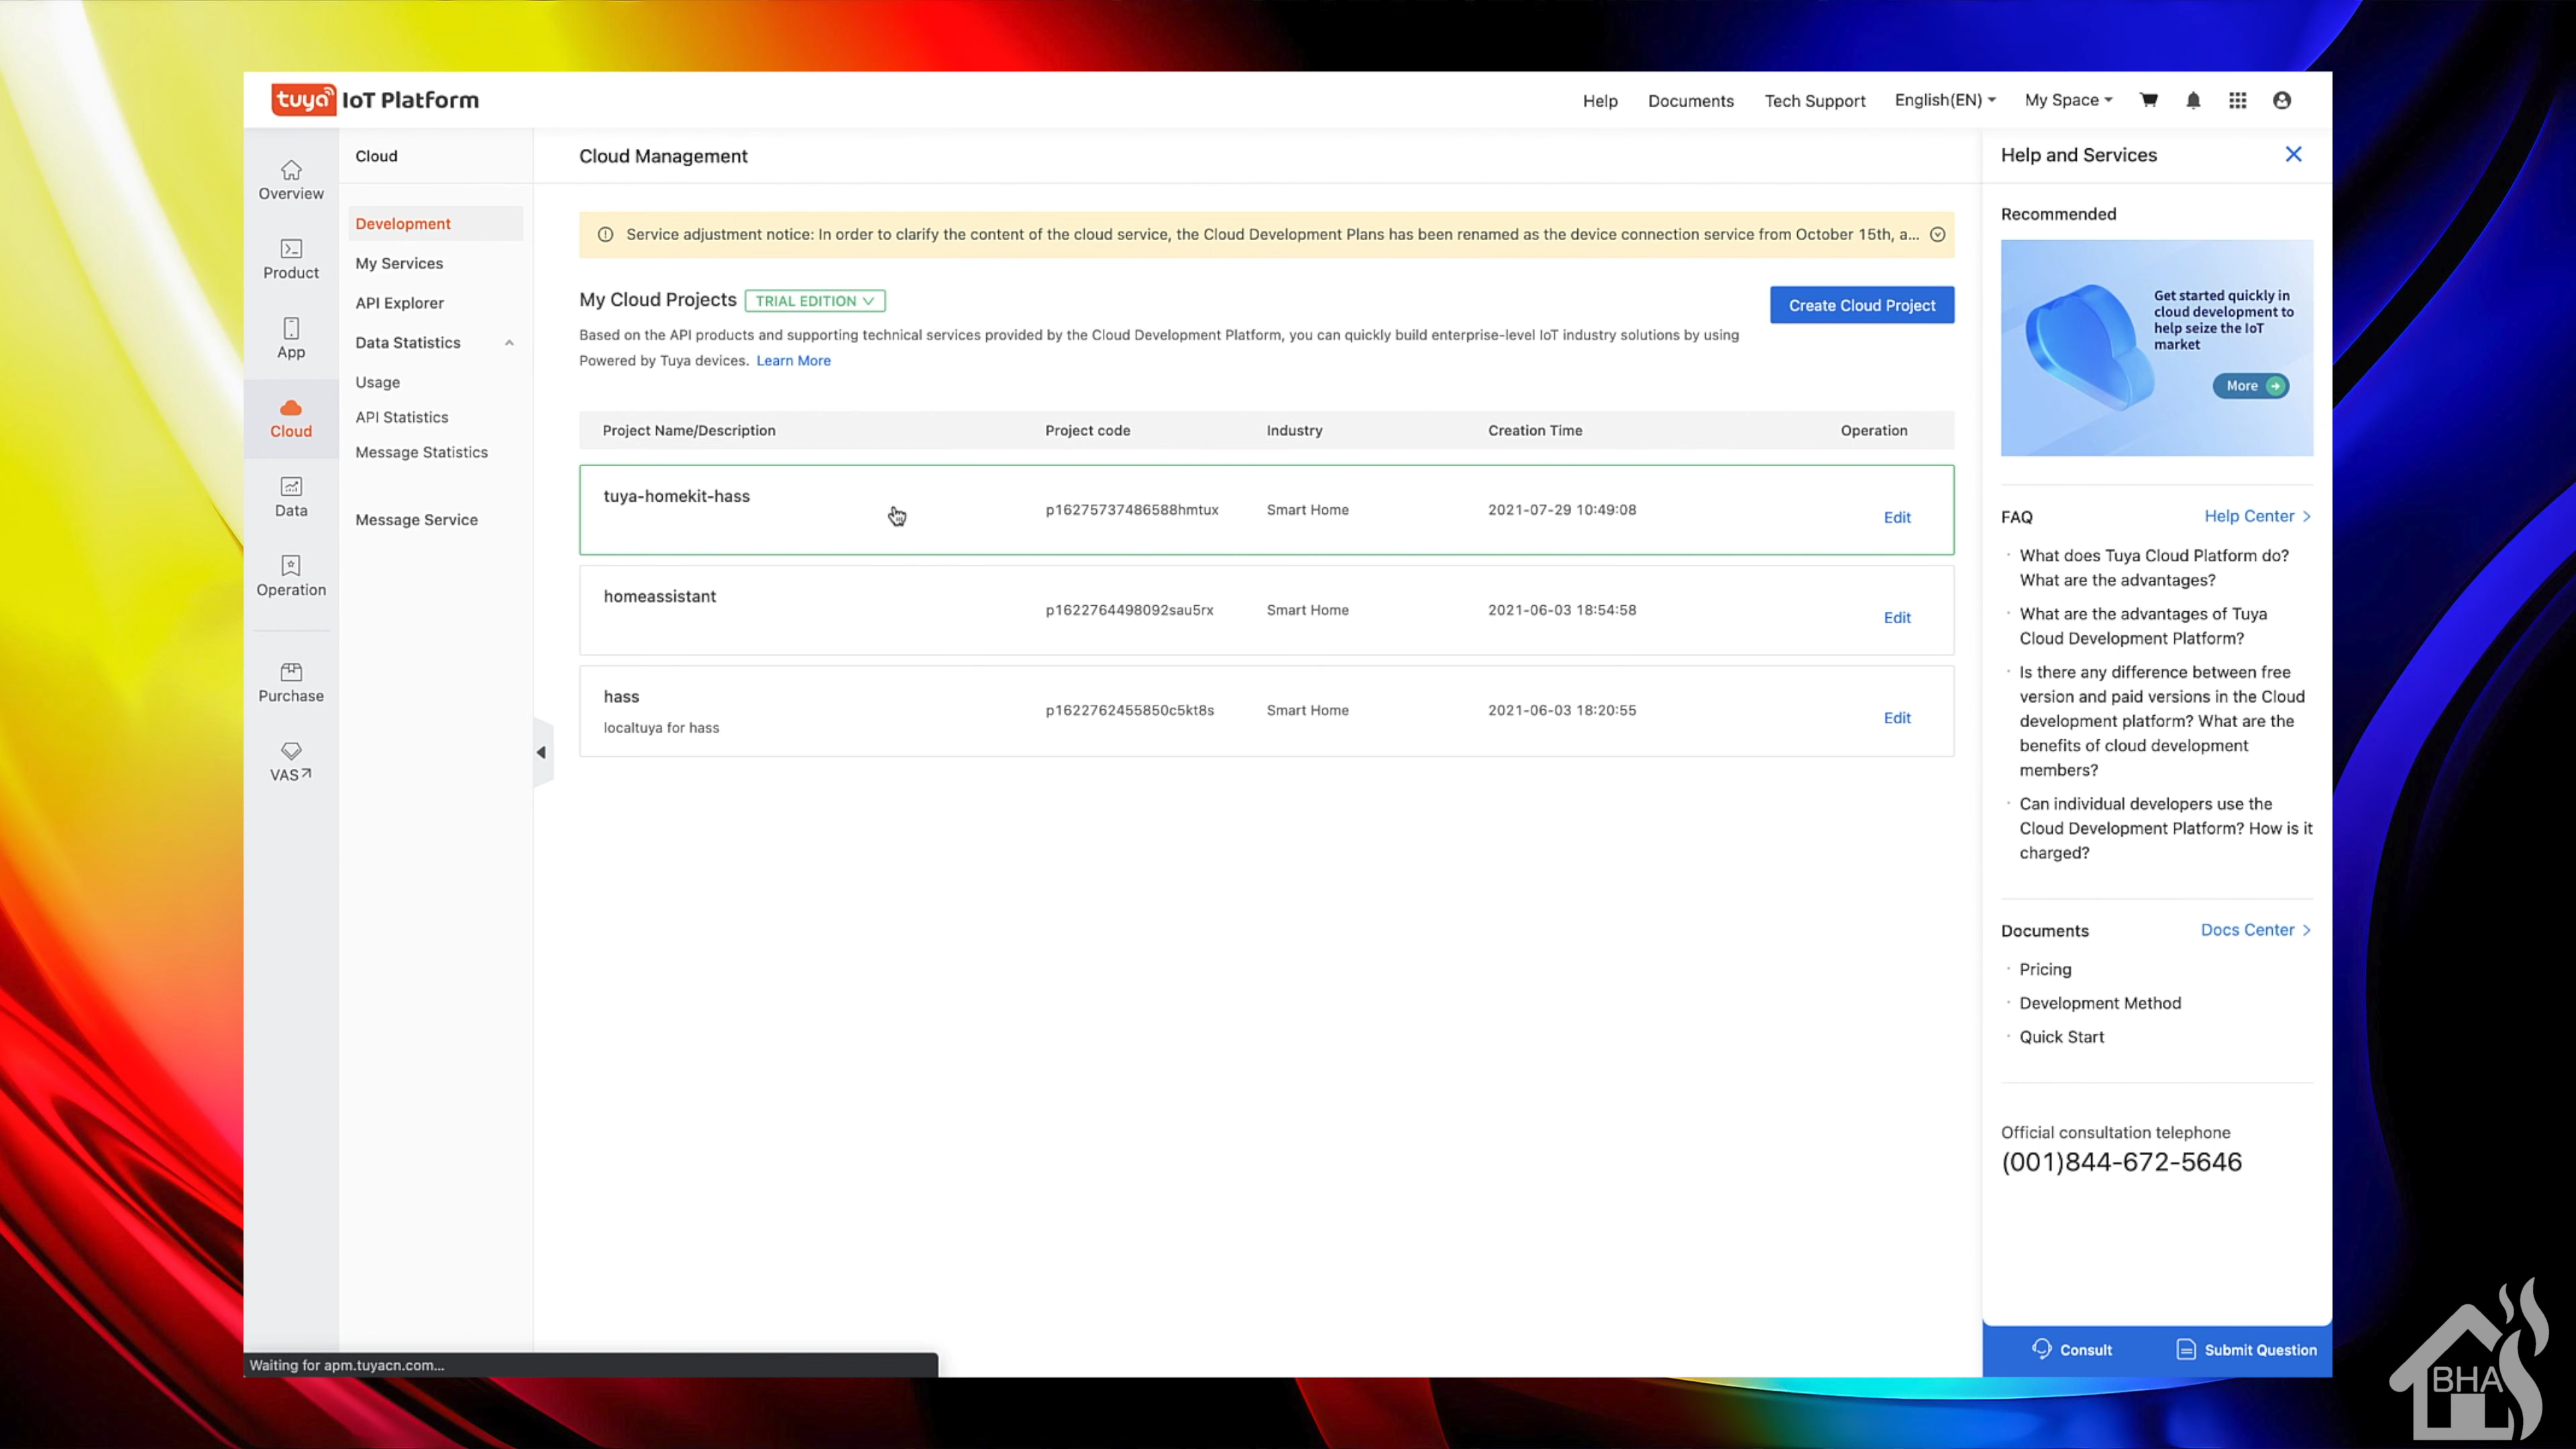 tuya IoT Platform
Help Documents Tech Support English(EN) My Space
Overview
Product
App
Cloud
Data
Operation
Purchase
VAS
Cloud
Development
My Services
API Explorer
Data Statistics
Usage
API Statistics
Message Statistics
Message Service
Cloud Management
Service adjustment notice: In order to clarify the content of the cloud service, the Cloud Development Plans has been renamed as the device connection service from October 15th, a...
My Cloud Projects TRIAL EDITION
Create Cloud Project
Based on the API products and supporting technical services provided by the Cloud Development Platform, you can quickly build enterprise-level IoT industry solutions by using
Powered by Tuya devices. Learn More
Project Name/Description Project code Industry Creation Time Operation
tuya-homekit-hass p16275737486588hmtux Smart Home 2021-07-29 10:49:08 Edit
homeassistant p1622764498092sau5rx Smart Home 2021-06-03 18:54:58 Edit
hass p1622762455850c5kt8s Smart Home 2021-06-03 18:20:55 Edit
localtuya for hass
Help and Services
Recommended
Get started quickly in
cloud development to
help seize the IoT
market
More
FAQ Help Center >
· What does Tuya Cloud Platform do?
What are the advantages?
· What are the advantages of Tuya
Cloud Development Platform?
· Is there any difference between free
version and paid versions in the Cloud
development platform? What are the
benefits of cloud development
members?
· Can individual developers use the
Cloud Development Platform? How is it
charged?
Documents Docs Center >
· Pricing
· Development Method
· Quick Start
Official consultation telephone
(001)844-672-5646
Consult Submit Question
Waiting for apm.tuyacn.com...
BHA